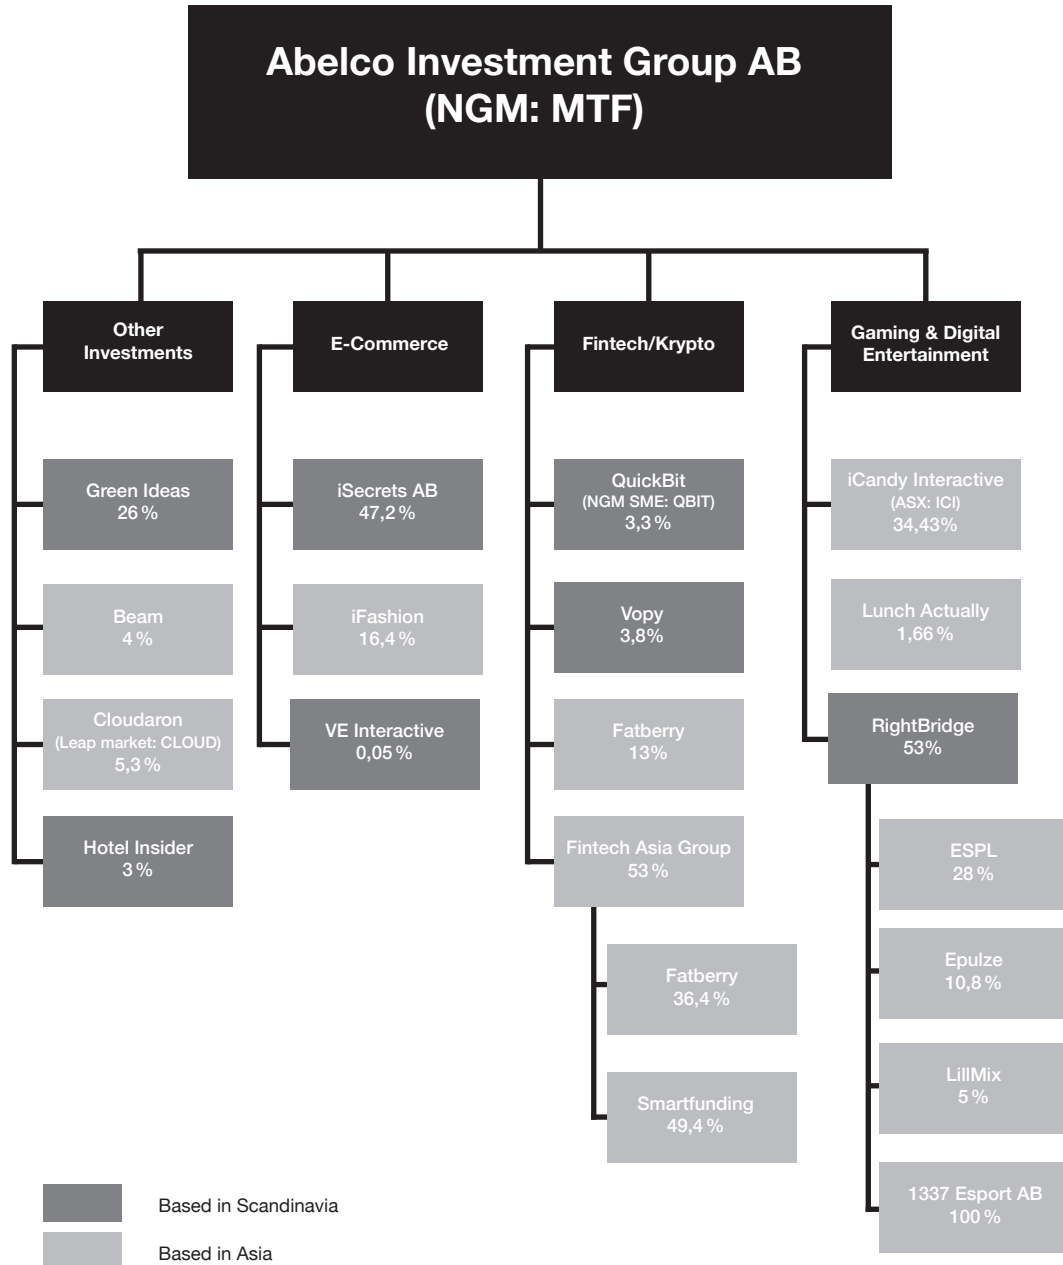 Abelco Investment Group AB
(NGM: MTF)
Other
Investments
Green Ideas
26 %
Beam
4 %
Cloudaron
(Leap market: CLOUD)
5,3 %
Hotel Insider
3 %
E-Commerce
iSecrets AB
47,2 %
iFashion
16,4 %
VE Interactive
0,05 %
Fintech/Krypto
QuickBit
(NGM SME: QBIT)
3,3 %
Vopy
3,8%
Fatberry
13%
Fintech Asia Group
53 %
Fatberry
36,4 %
Smartfunding
49,4 %
Gaming & Digital
Entertainment
iCandy Interactive
(ASX: ICI)
34,43%
Lunch Actually
1,66 %
RightBridge
53%
ESPL
28 %
Epulze
10,8 %
LillMix
5 %
1337 Esport AB
100 %
Based in Scandinavia
Based in Asia